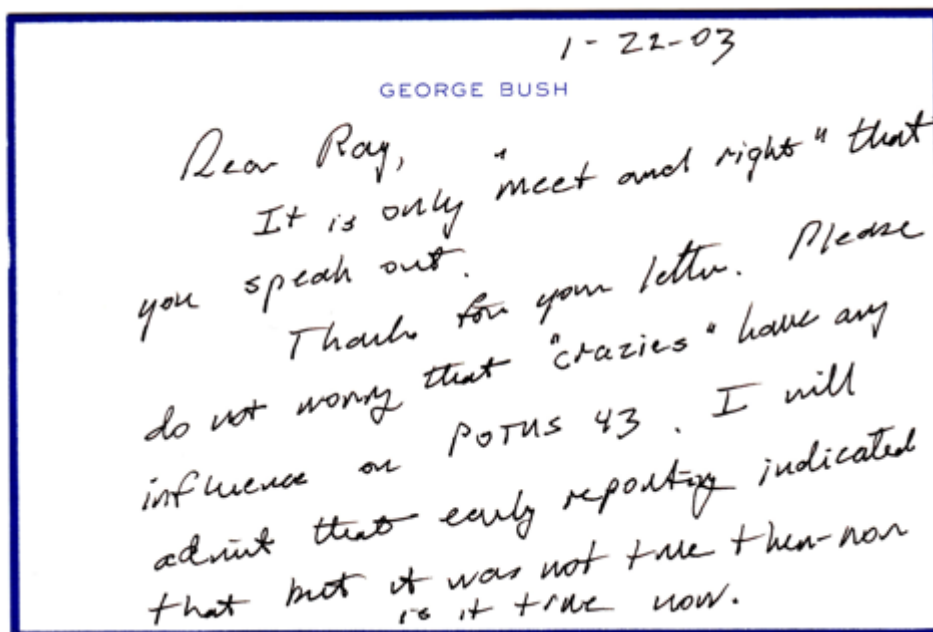 1-22-03
GEORGE BUSH
Dear Ray,
It is only "meet and right" that
you speak out.
Thanks for your letter. Please
do not worry that "crazies" have any
influence on POTUS 43. I will
admit that early reporting indicated
that but it was not true then-nor
is it true now.